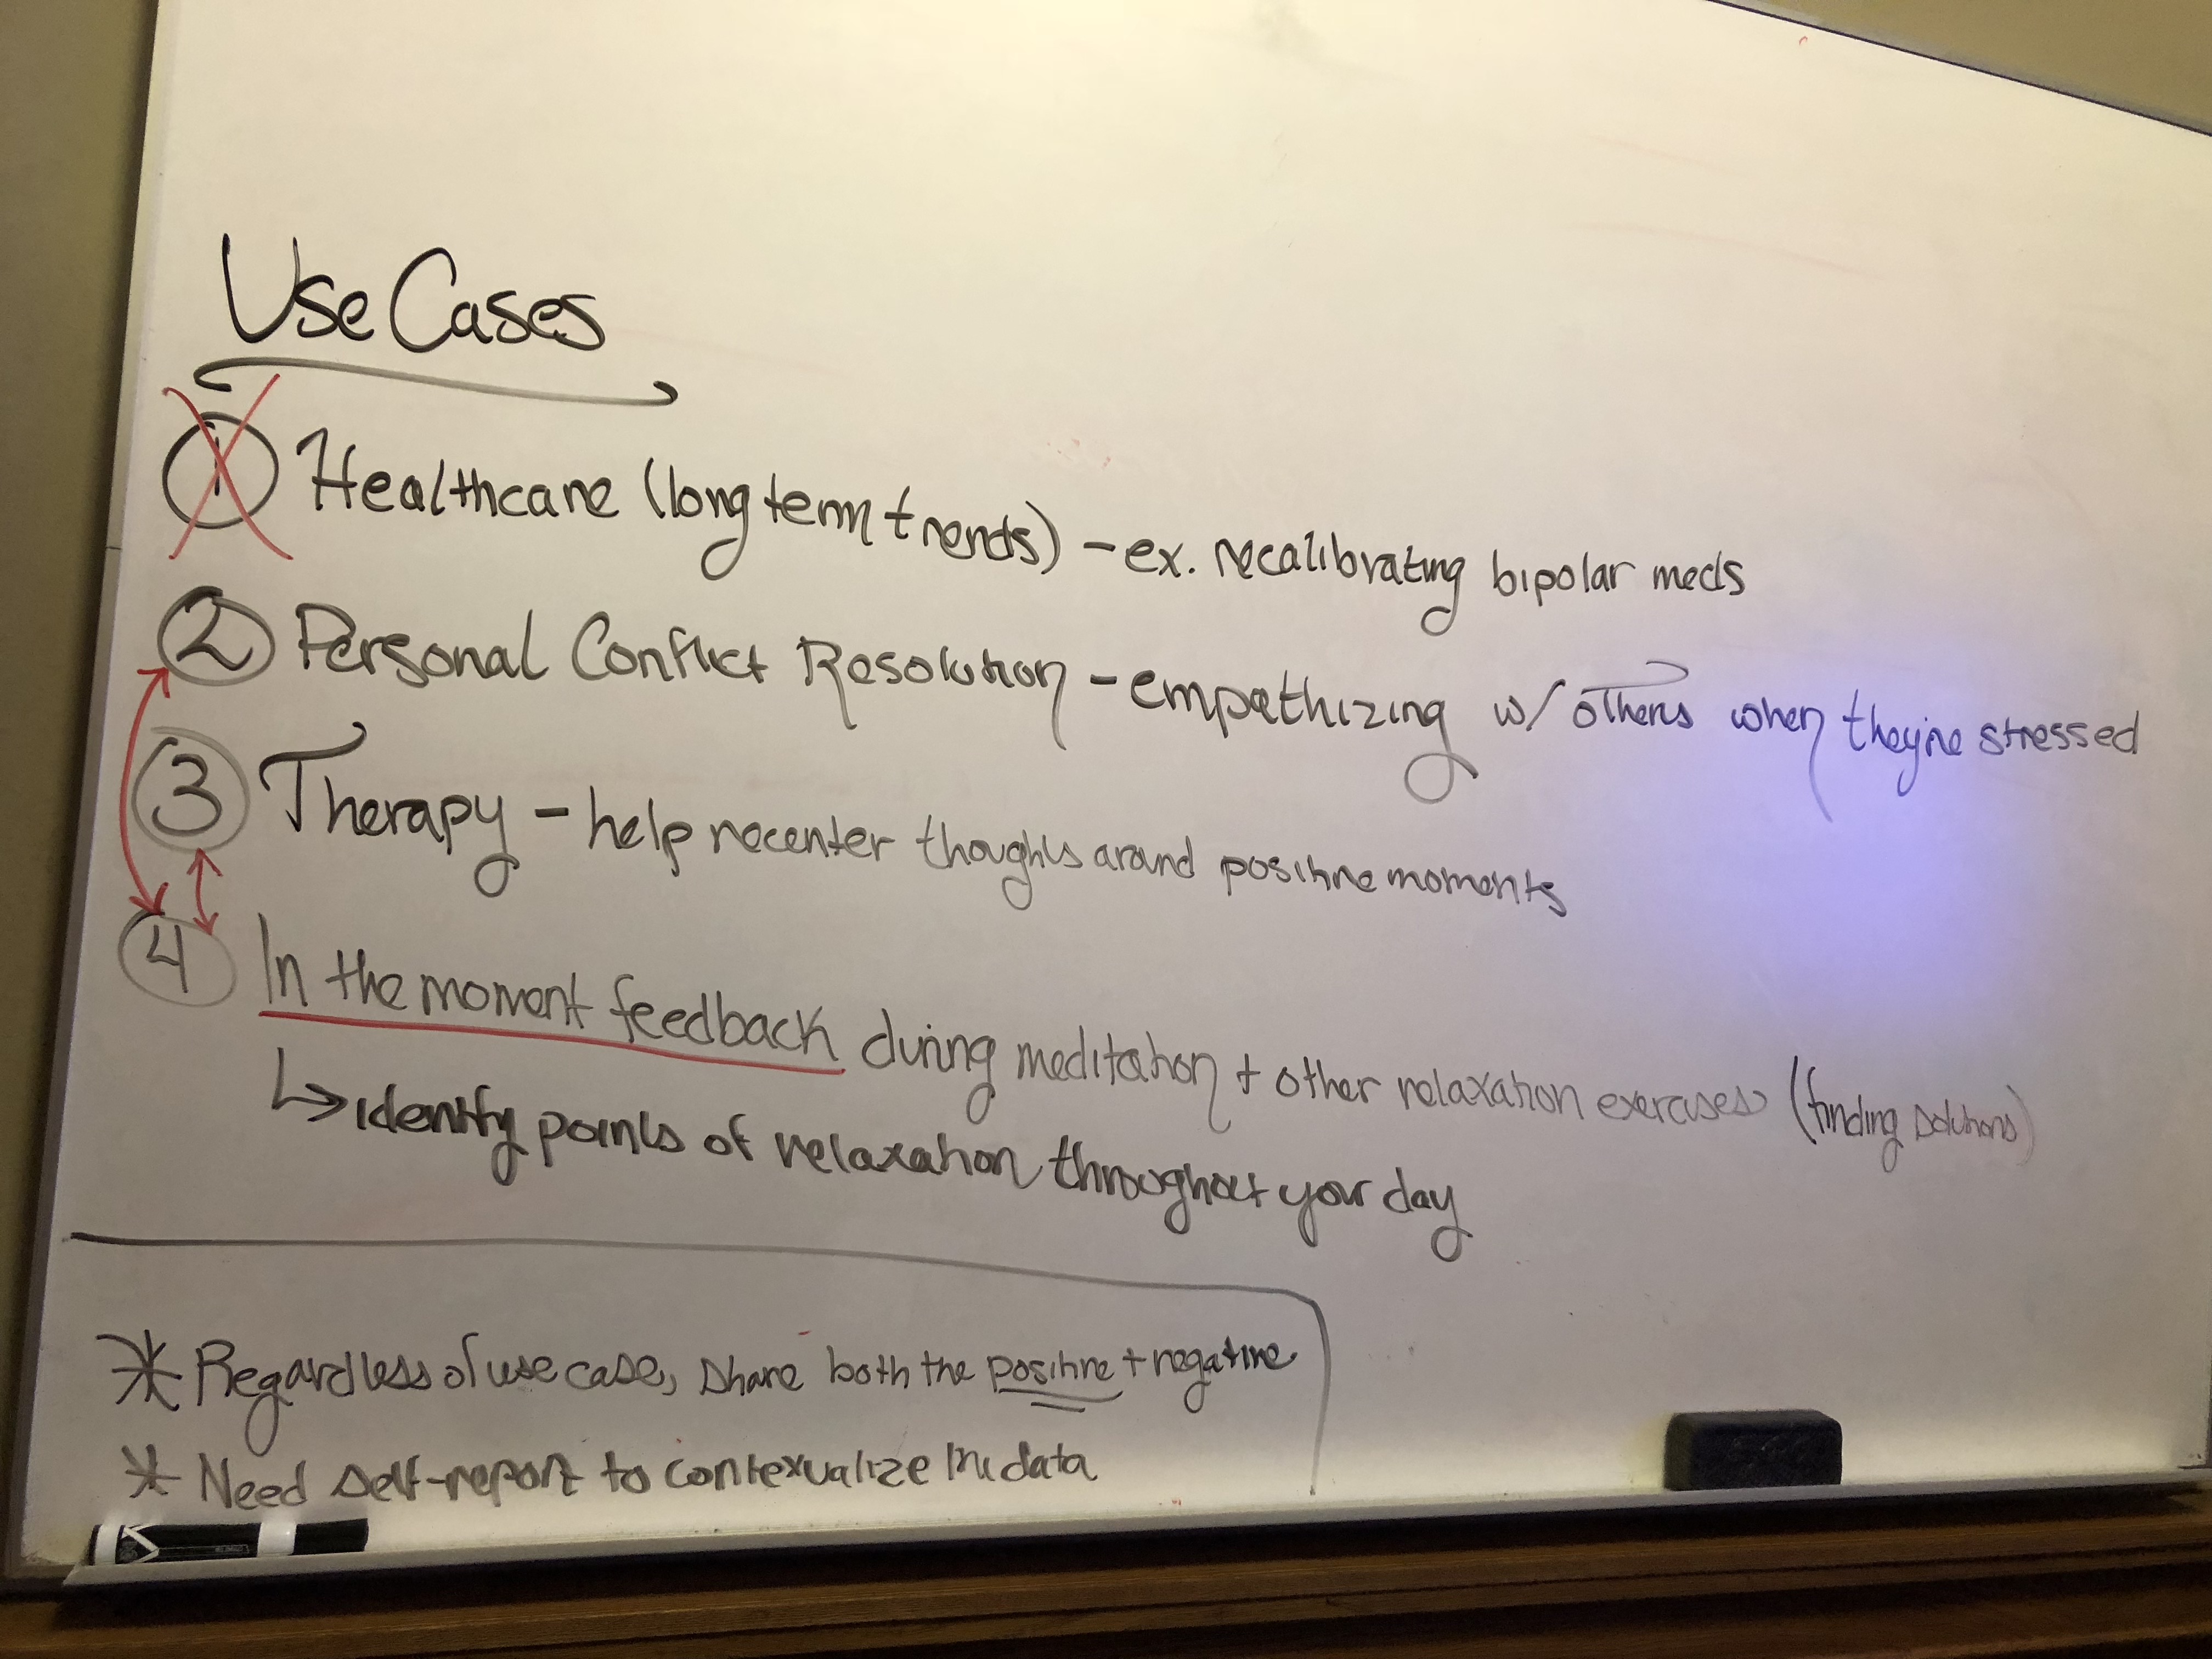 Use Cases
1 Healthcare (long term trends) - ex. recalibrating bipolar meds
2 Personal Conflict Resolution - empathizing w/ others when they're stressed
3 Therapy - help recenter thoughts around positive moments
4 In the moment feedback during meditation + other relaxation exercises (finding solutions)
↳ identify points of relaxation throughout your day
* Regardless of use case, share both the positive + negative
* Need self-report to contexualize the data